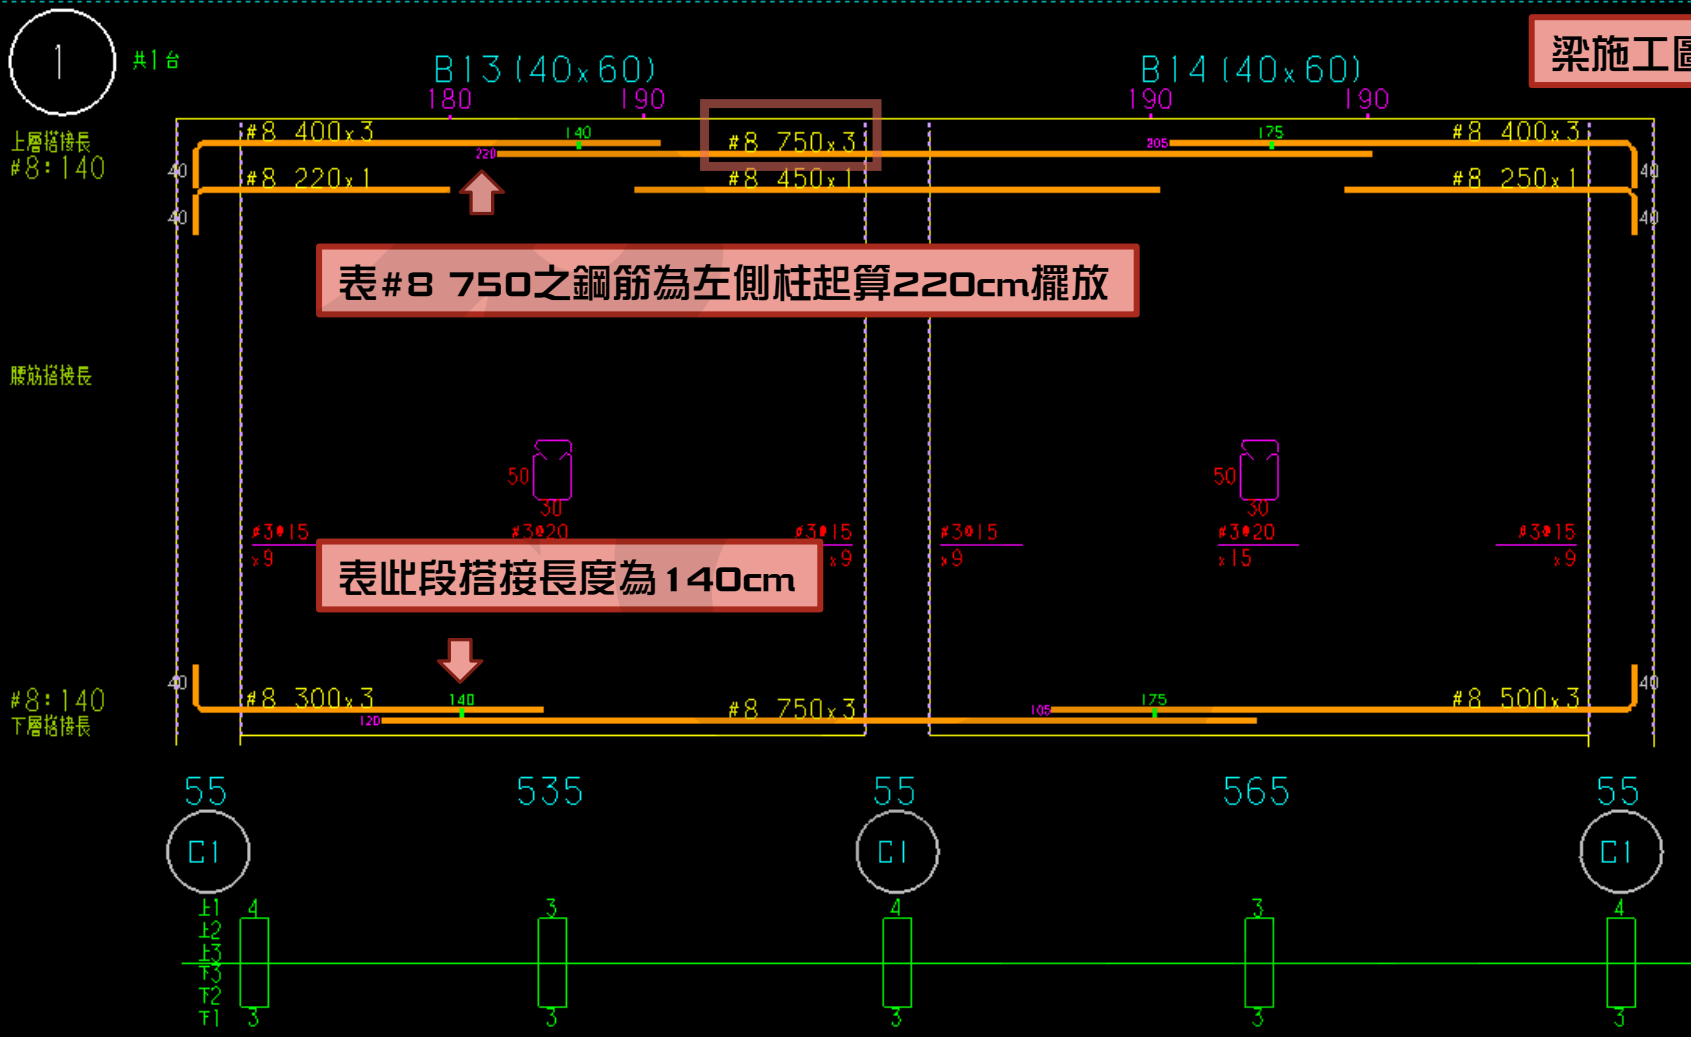 1
共1台
B13(40x60)
B14(40x60)
梁施工圖
180
190
190
190
上層搭接長
#8:140
#8 400x3
140
#8 750x3
205
175
#8 400x3
220
40
40
#8 220x1
#8 450x1
#8 250x1
40
40
表#8 750之鋼筋為左側柱起算220cm擺放
腰筋搭接長
50
30
50
30
#3@15
x9
#3@20
#3@15
x9
#3@15
x9
#3@20
x15
#3@15
x9
表此段搭接長度為140cm
40
40
#8:140
下層搭接長
#8 300x3
140
120
#8 750x3
105
175
#8 500x3
55
535
55
565
55
C1
C1
C1
上1
4
3
4
3
4
上2
上3
下3
下2
下1
3
3
3
3
3